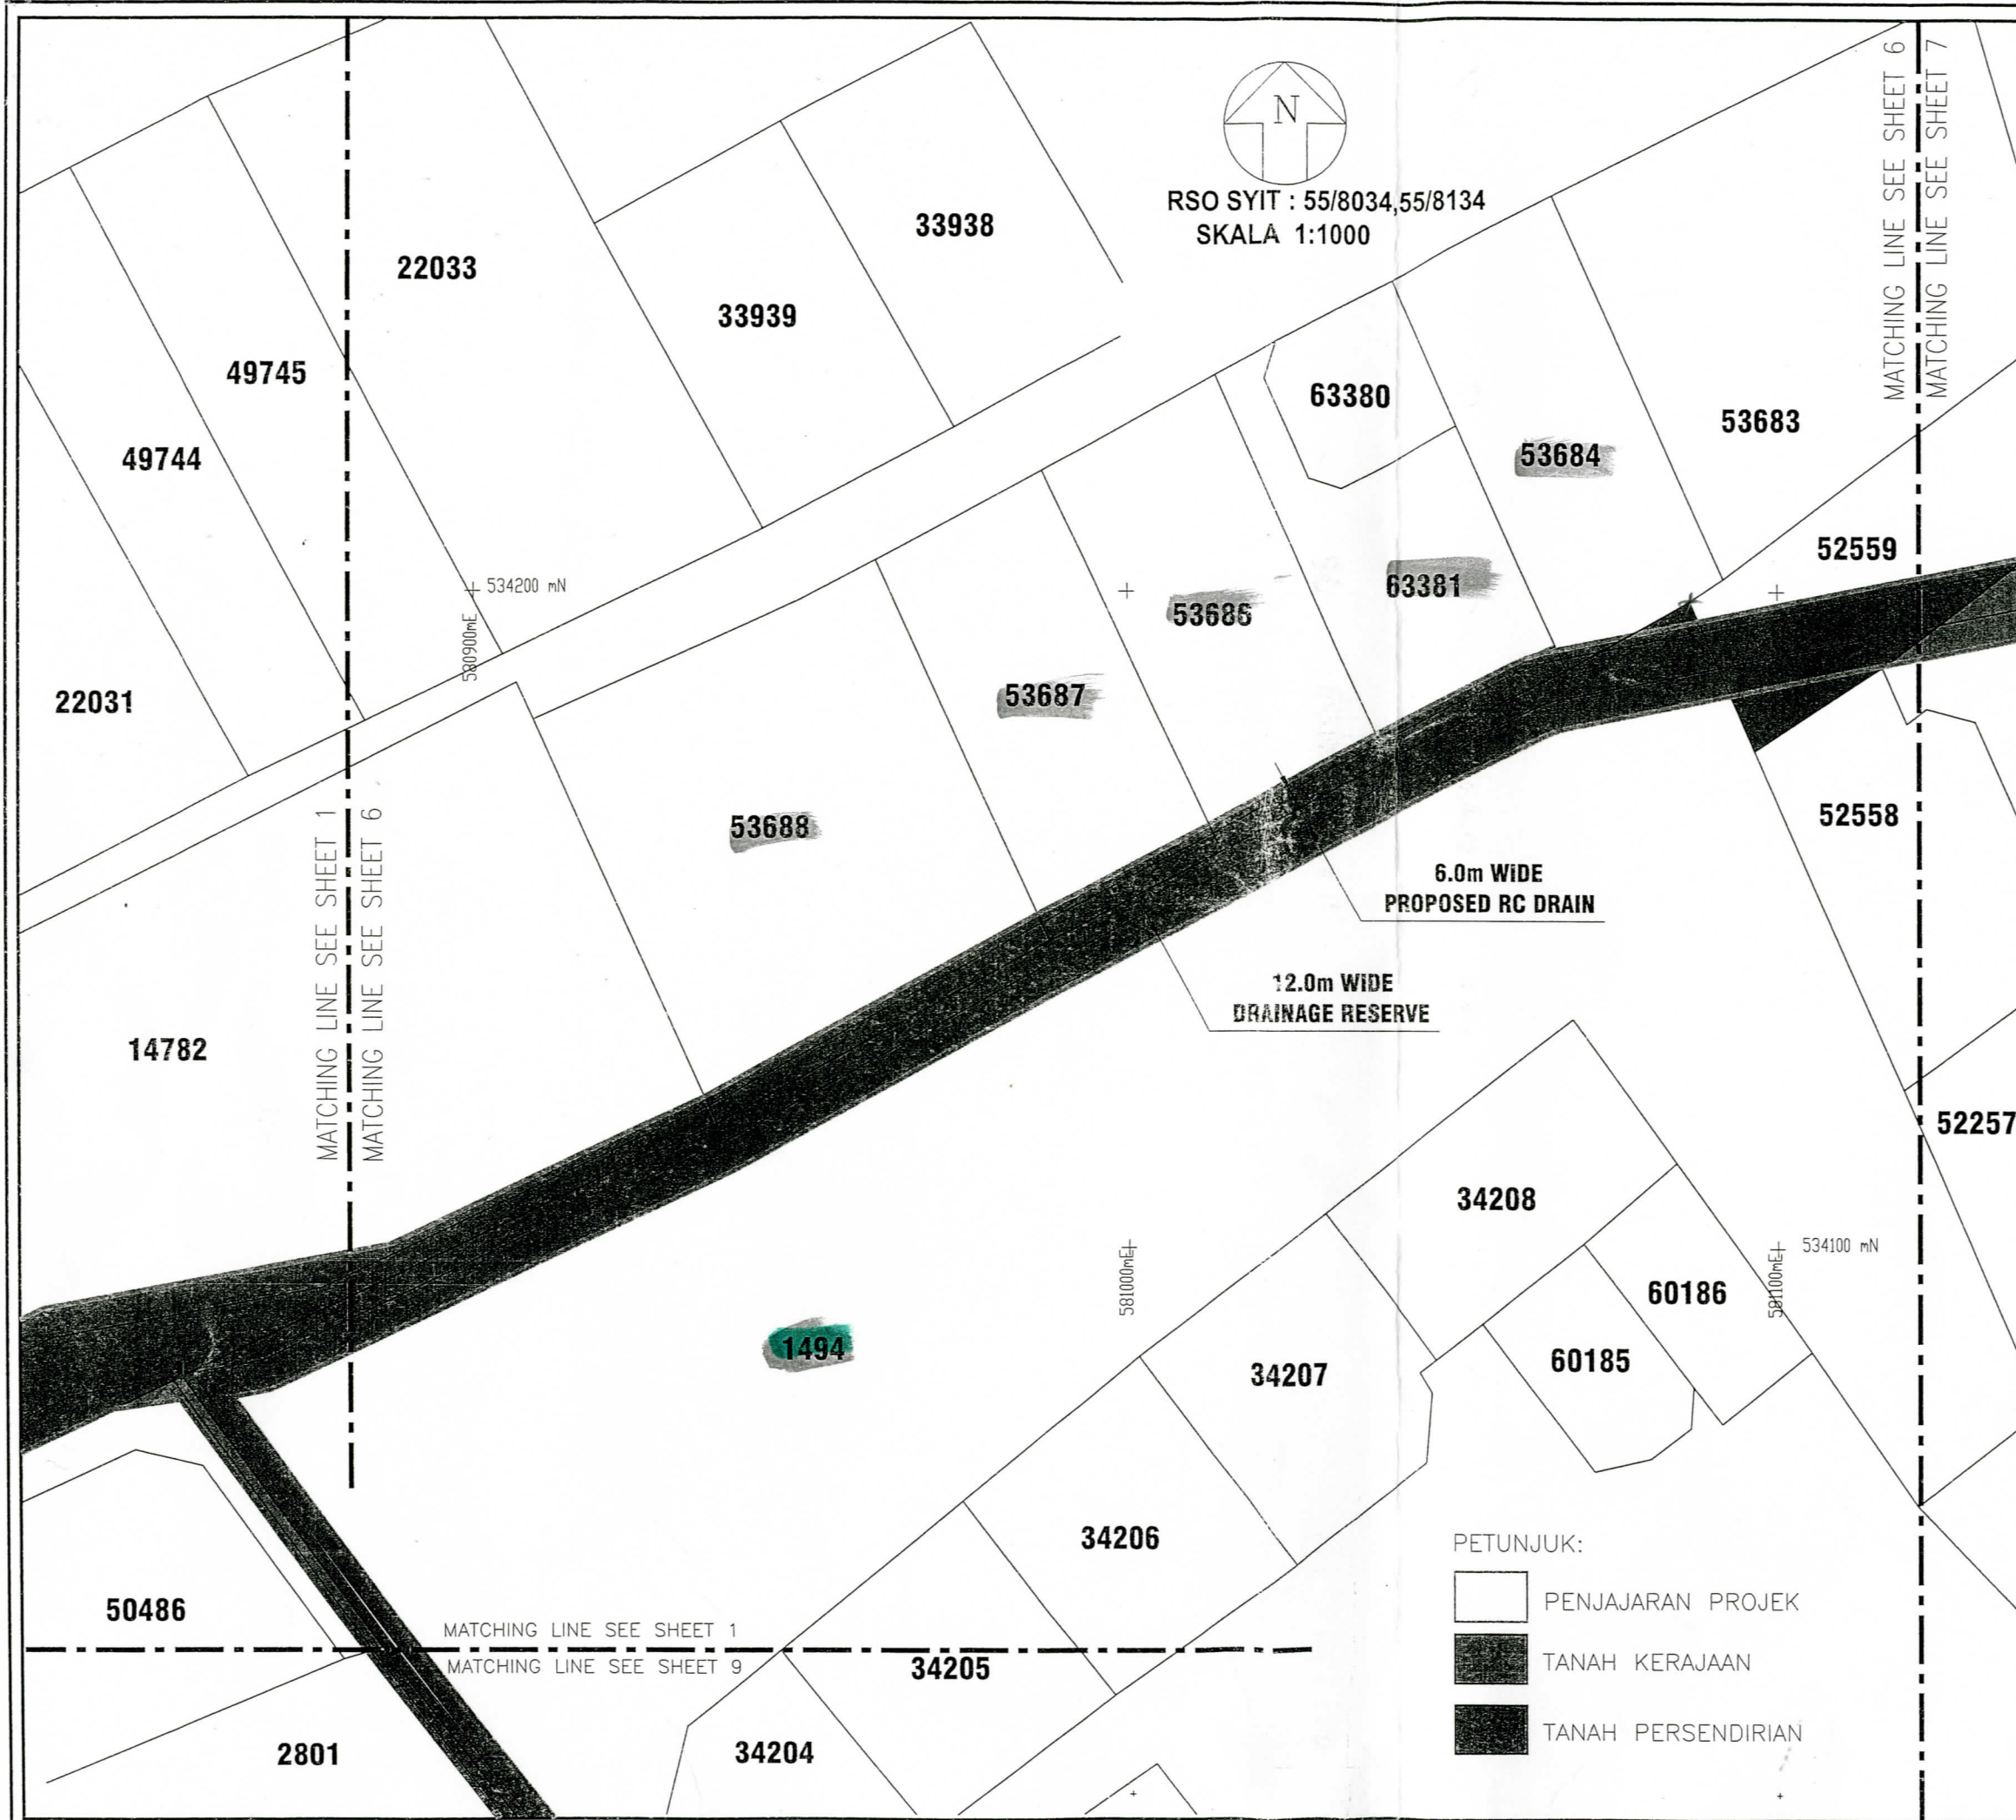 N
RSO SYIT : 55/8034,55/8134
SKALA 1:1000
MATCHING LINE SEE SHEET 6
MATCHING LINE SEE SHEET 7
22033
33938
33939
49745
49744
63380
53684
53683
52559
534200 mN
580900mE
22031
53686
63381
53687
53688
52558
MATCHING LINE SEE SHEET 1
MATCHING LINE SEE SHEET 6
6.0m WIDE
PROPOSED RC DRAIN
12.0m WIDE
DRAINAGE RESERVE
14782
52257
34208
534100 mN
581000mE
581100mE
60186
1494
34207
60185
34206
50486
MATCHING LINE SEE SHEET 1
MATCHING LINE SEE SHEET 9
34205
2801
34204
PETUNJUK:
PENJAJARAN PROJEK
TANAH KERAJAAN
TANAH PERSENDIRIAN